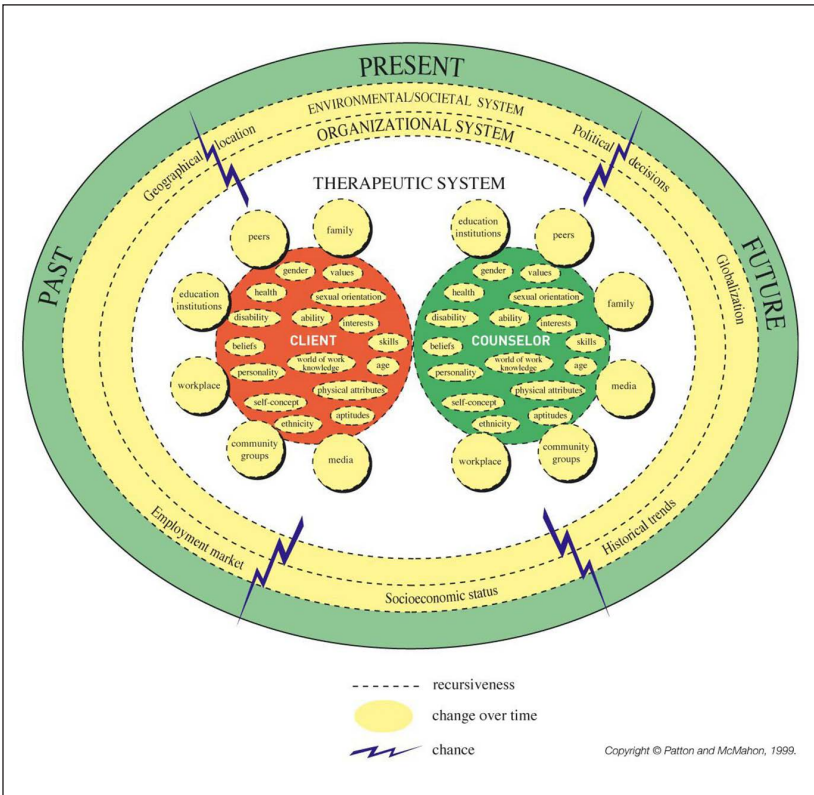 PRESENT
ENVIRONMENTAL/SOCIETAL SYSTEM
ORGANIZATIONAL SYSTEM
Geographical location
Political decisions
THERAPEUTIC SYSTEM
PAST
FUTURE
Globalization
peers
family
education
institutions
workplace
community
groups
media
gender
values
health
sexual orientation
disability
ability
interests
CLIENT
skills
beliefs
world of work
knowledge
age
personality
physical attributes
self-concept
aptitudes
ethnicity
education
institutions
peers
family
media
community
groups
workplace
gender
values
health
sexual orientation
disability
ability
interests
COUNSELOR
skills
beliefs
world of work
knowledge
age
personality
physical attributes
self-concept
aptitudes
ethnicity
Employment market
Socioeconomic status
Historical trends
recursiveness
change over time
chance
Copyright © Patton and McMahon, 1999.